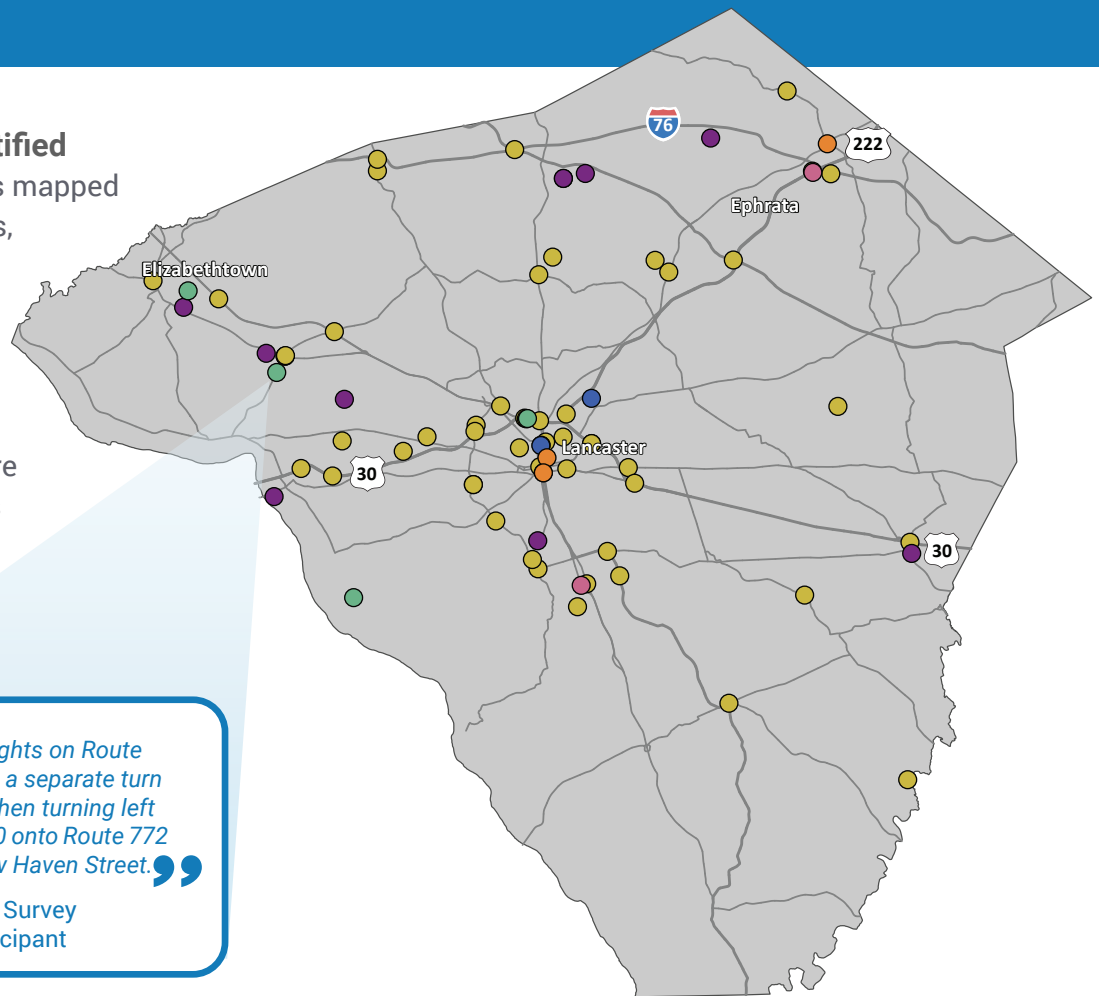 tified
s mapped
s,
re
76
222
Ephrata
Elizabethtown
Lancaster
30
30
ghts on Route
a separate turn
hen turning left
0 onto Route 772
w Haven Street.”
Survey
cipant